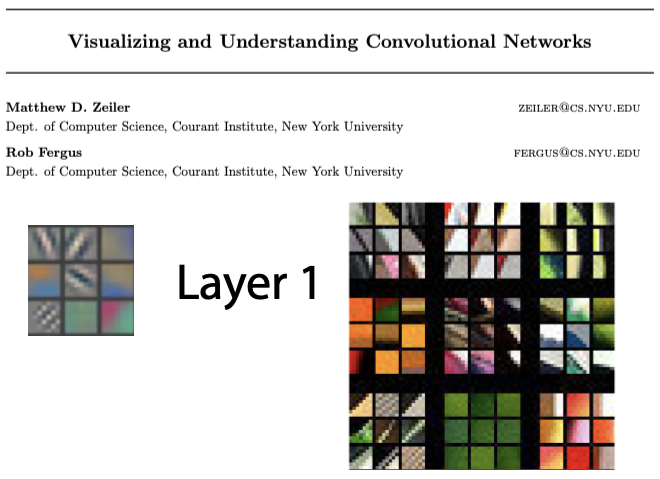 Visualizing and Understanding Convolutional Networks
Matthew D. Zeiler ZEILER@CS.NYU.EDU
Dept. of Computer Science, Courant Institute, New York University
Rob Fergus FERGUS@CS.NYU.EDU
Dept. of Computer Science, Courant Institute, New York University
Layer 1